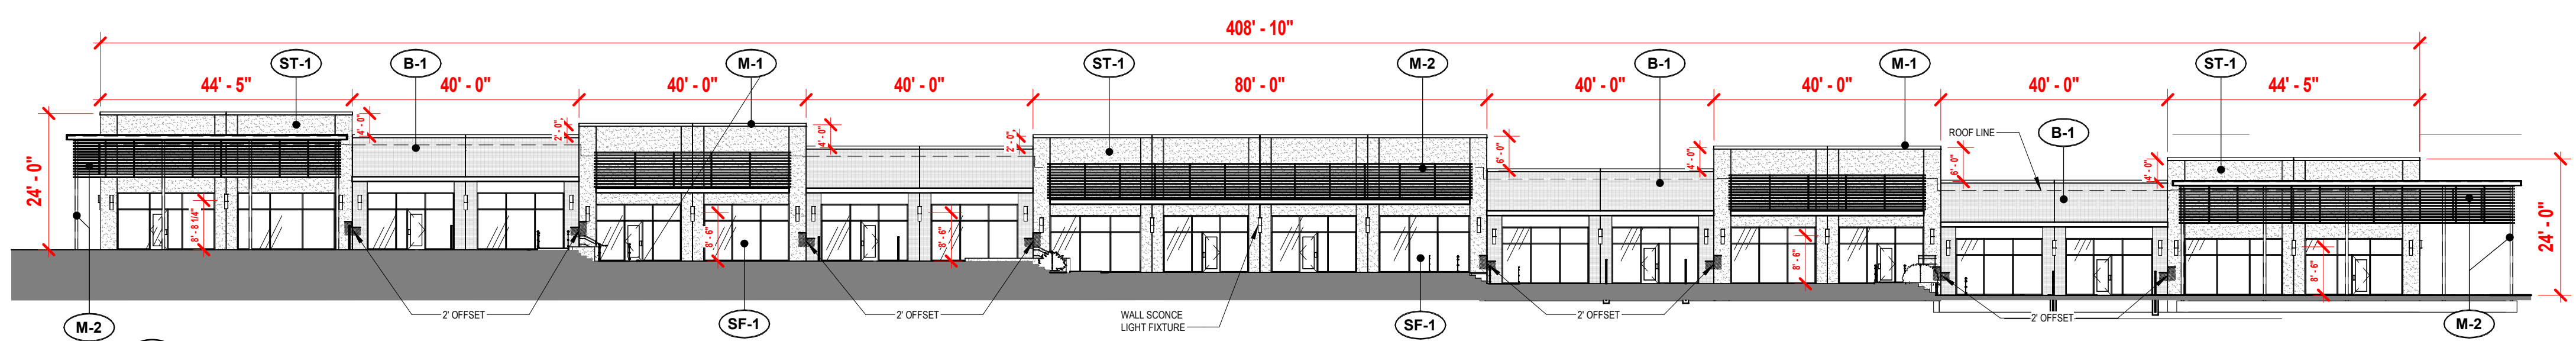 408' - 10"
ST-1
B-1
M-1
ST-1
M-2
B-1
M-1
ST-1
44' - 5"
40' - 0"
40' - 0"
40' - 0"
80' - 0"
40' - 0"
40' - 0"
40' - 0"
44' - 5"
4' - 0"
2' - 0"
4' - 0"
2' - 0"
6' - 0"
4' - 0"
6' - 0"
4' - 0"
ROOF LINE
B-1
24' - 0"
8' - 8 1/4"
8' - 6"
8' - 6"
8' - 6"
8' - 6"
24' - 0"
2' OFFSET
2' OFFSET
WALL SCONCE
LIGHT FIXTURE
2' OFFSET
2' OFFSET
M-2
SF-1
SF-1
M-2